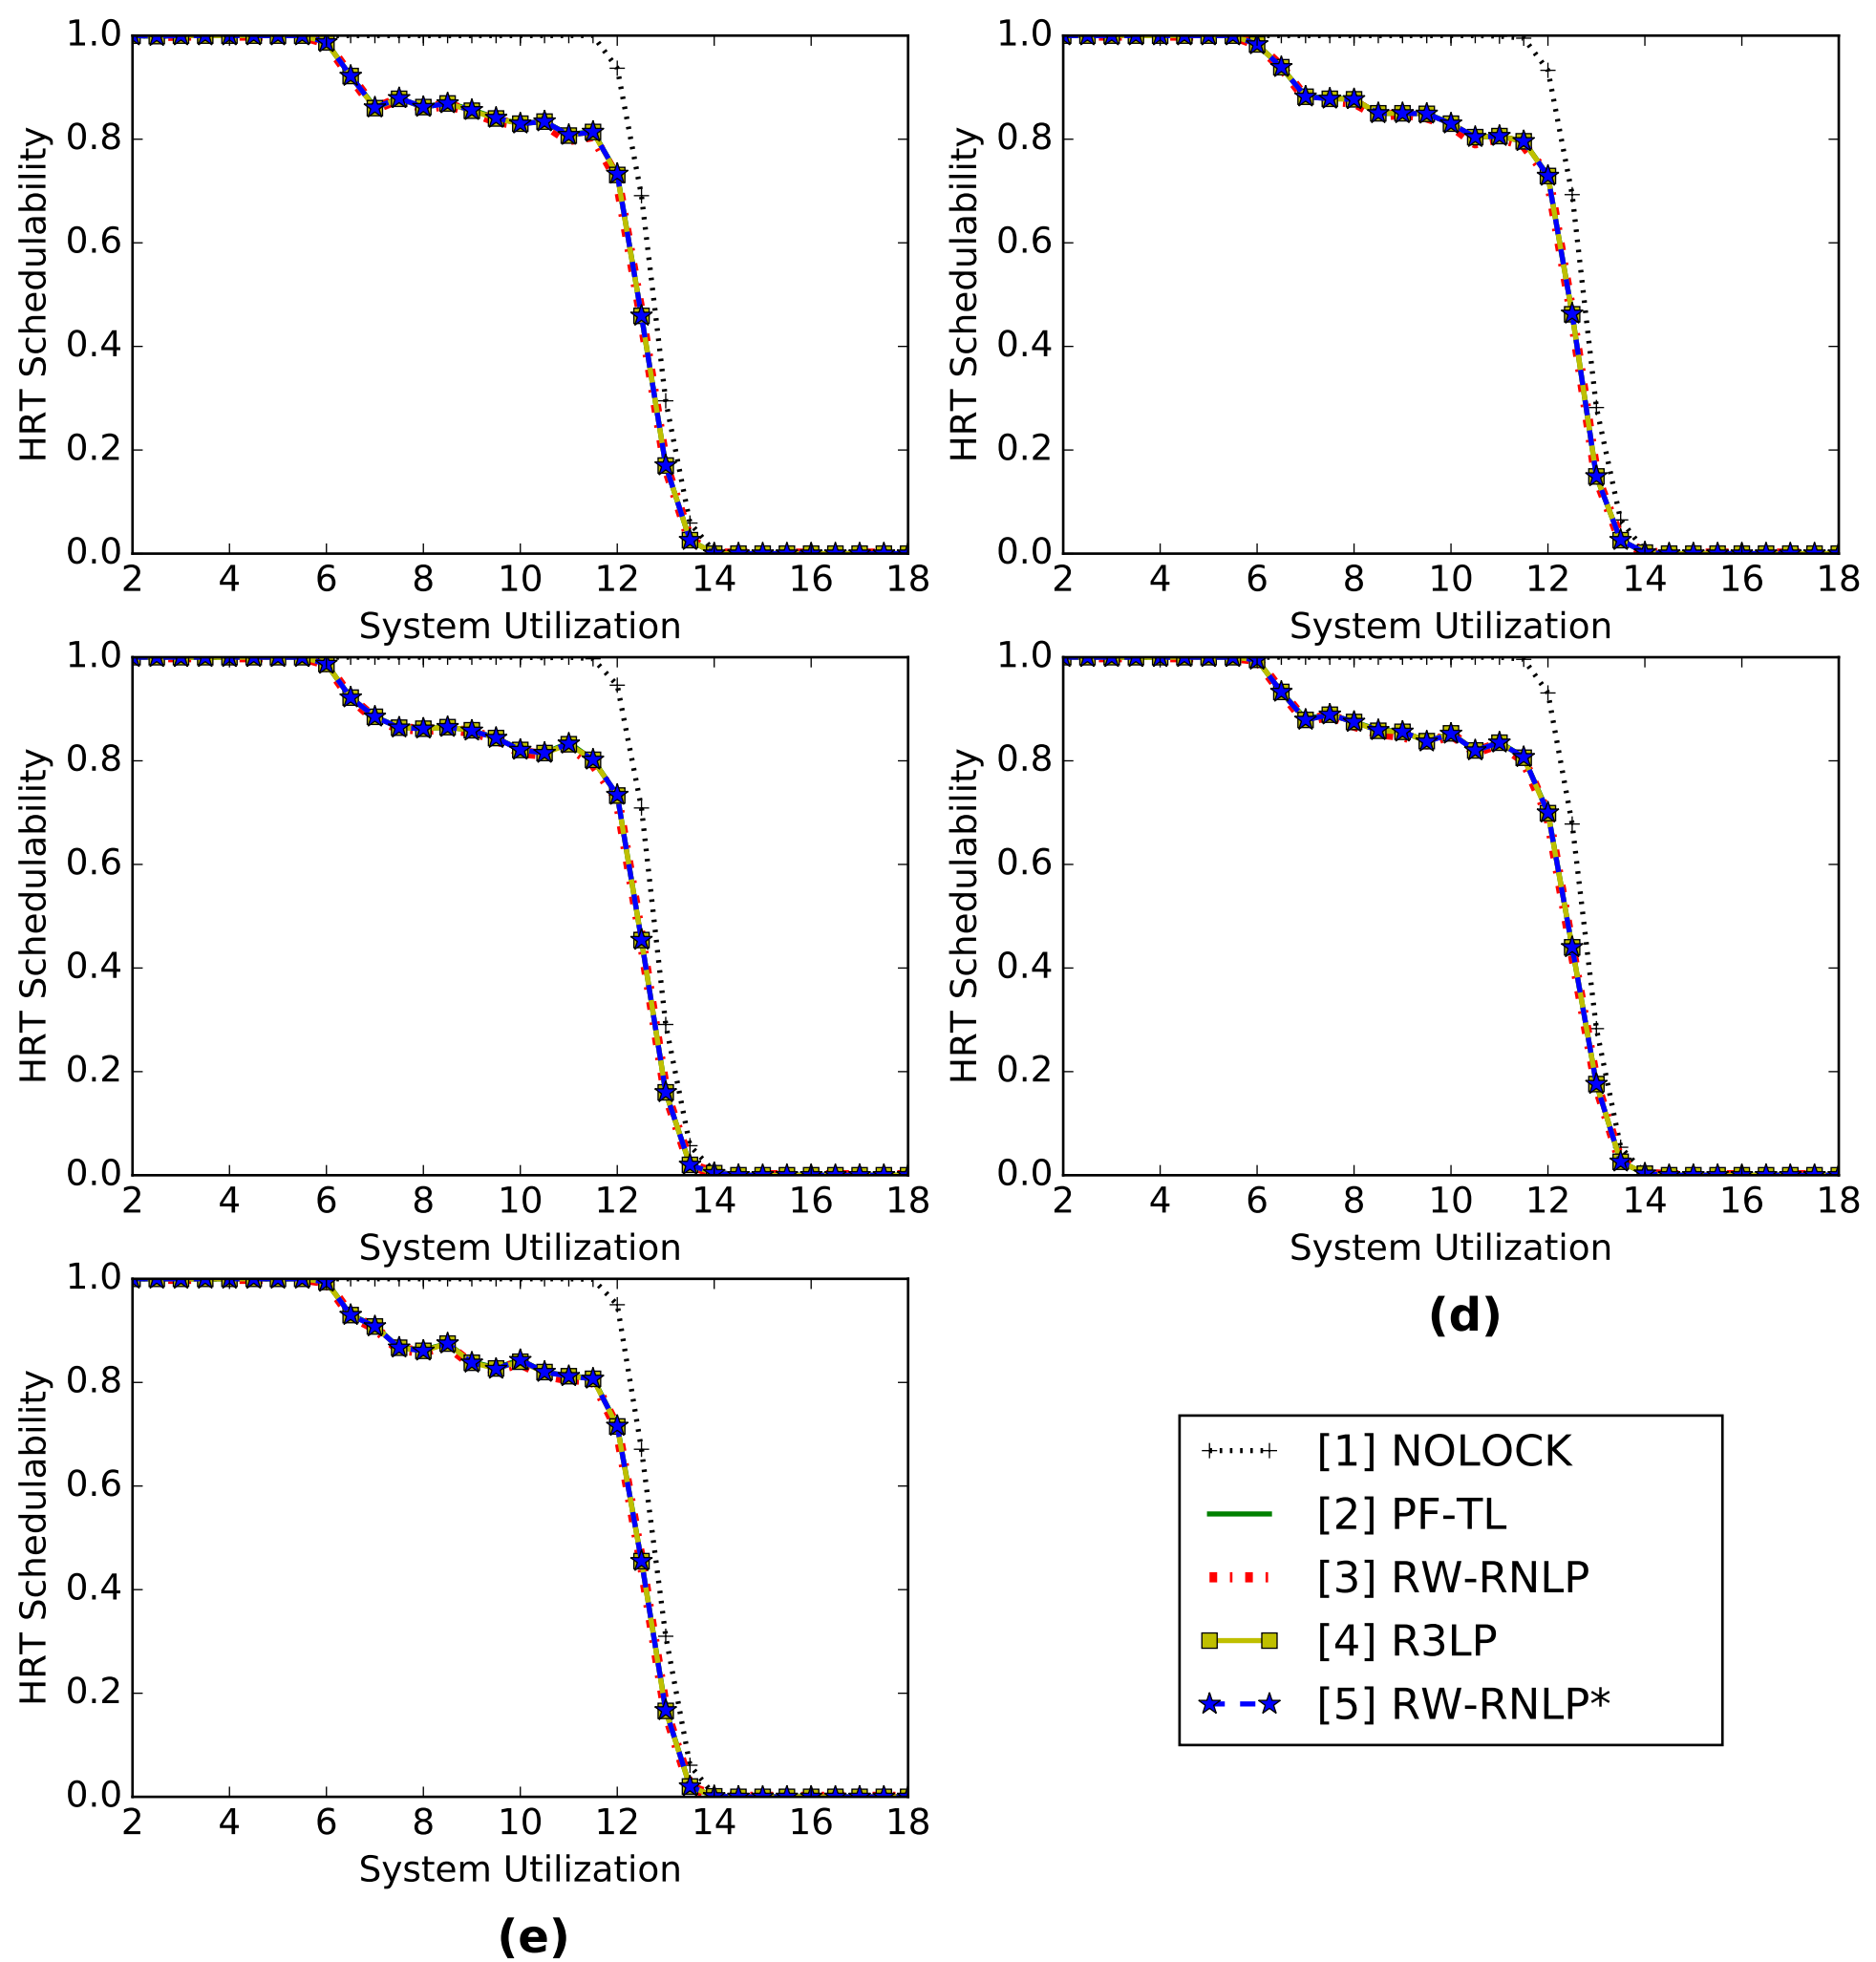 1.0
0.8
0.6
0.4
0.2
0.0
2 4 6 8 10 12 14 16 18
HRT Schedulability
System Utilization
1.0
0.8
0.6
0.4
0.2
0.0
2 4 6 8 10 12 14 16 18
HRT Schedulability
System Utilization
1.0
0.8
0.6
0.4
0.2
0.0
2 4 6 8 10 12 14 16 18
HRT Schedulability
System Utilization
1.0
0.8
0.6
0.4
0.2
0.0
2 4 6 8 10 12 14 16 18
HRT Schedulability
System Utilization
(d)
1.0
0.8
0.6
0.4
0.2
0.0
2 4 6 8 10 12 14 16 18
HRT Schedulability
System Utilization
(e)
[1] NOLOCK
[2] PF-TL
[3] RW-RNLP
[4] R3LP
[5] RW-RNLP*